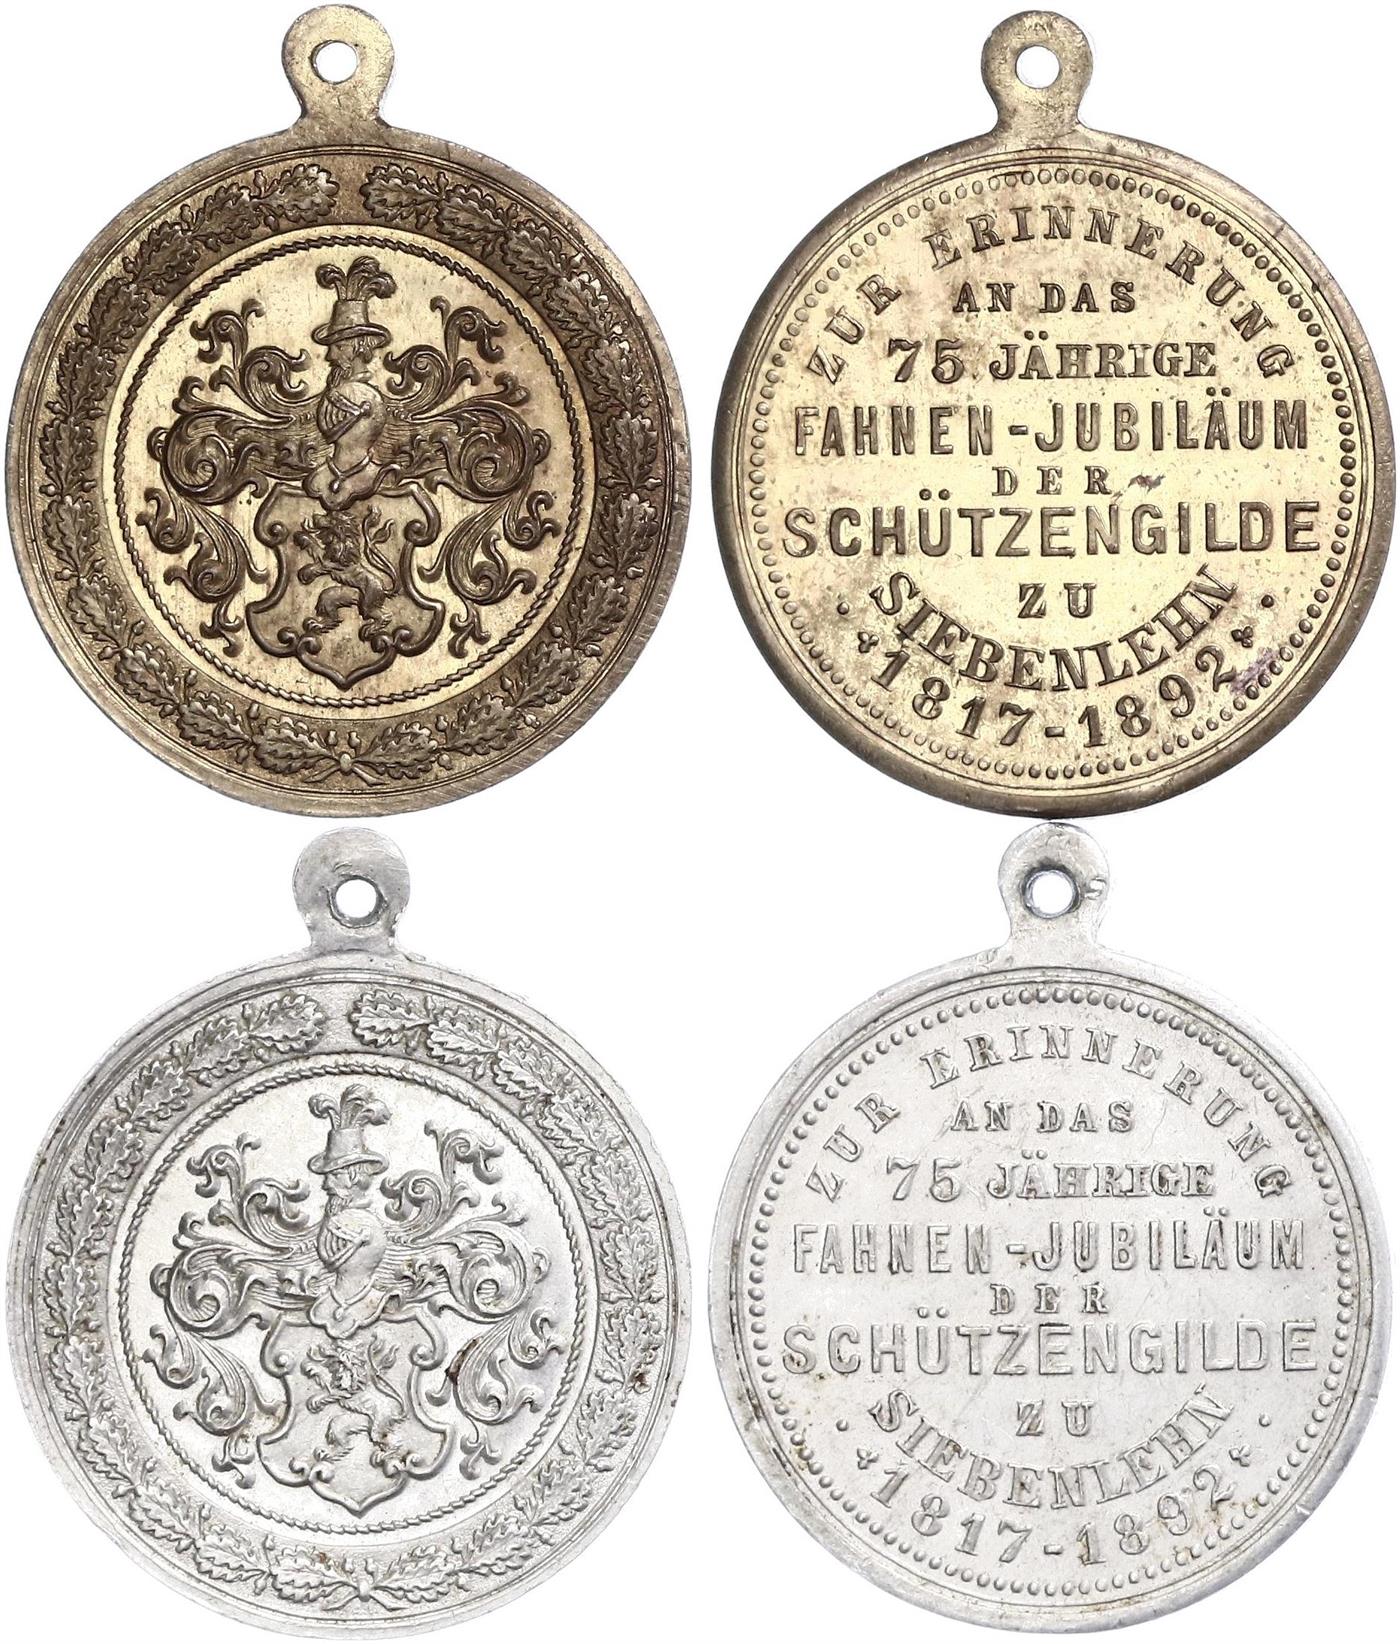 ZUR ERINNERUNG
AN DAS
75 JÄHRIGE
FAHNEN-JUBILÄUM
DER
SCHÜTZENGILDE
ZU
SIEBENLEHN
1817-1892
ZUR ERINNERUNG
AN DAS
75 JÄHRIGE
FAHNEN-JUBILÄUM
DER
SCHÜTZENGILDE
ZU
SIEBENLEHN
1817-1892